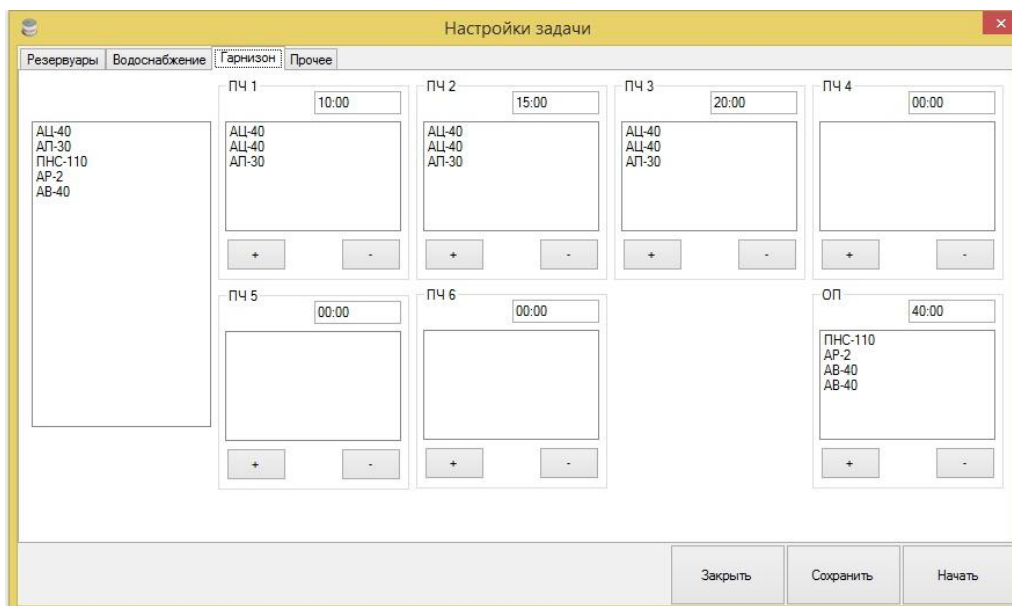 Настройки задачи
Резервуары Водоснабжение Гарнизон Прочее
ПЧ 1
10:00
АЦ-40
АЦ-40
АЛ-30
+ -
ПЧ 2
15:00
АЦ-40
АЦ-40
АЛ-30
+ -
ПЧ 3
20:00
АЦ-40
АЦ-40
АЛ-30
+ -
ПЧ 4
00:00
+ -
АЦ-40
АЛ-30
ПНС-110
АР-2
АВ-40
ПЧ 5
00:00
+ -
ПЧ 6
00:00
+ -
ОП
40:00
ПНС-110
АР-2
АВ-40
АВ-40
+ -
Закрыть Сохранить Начать